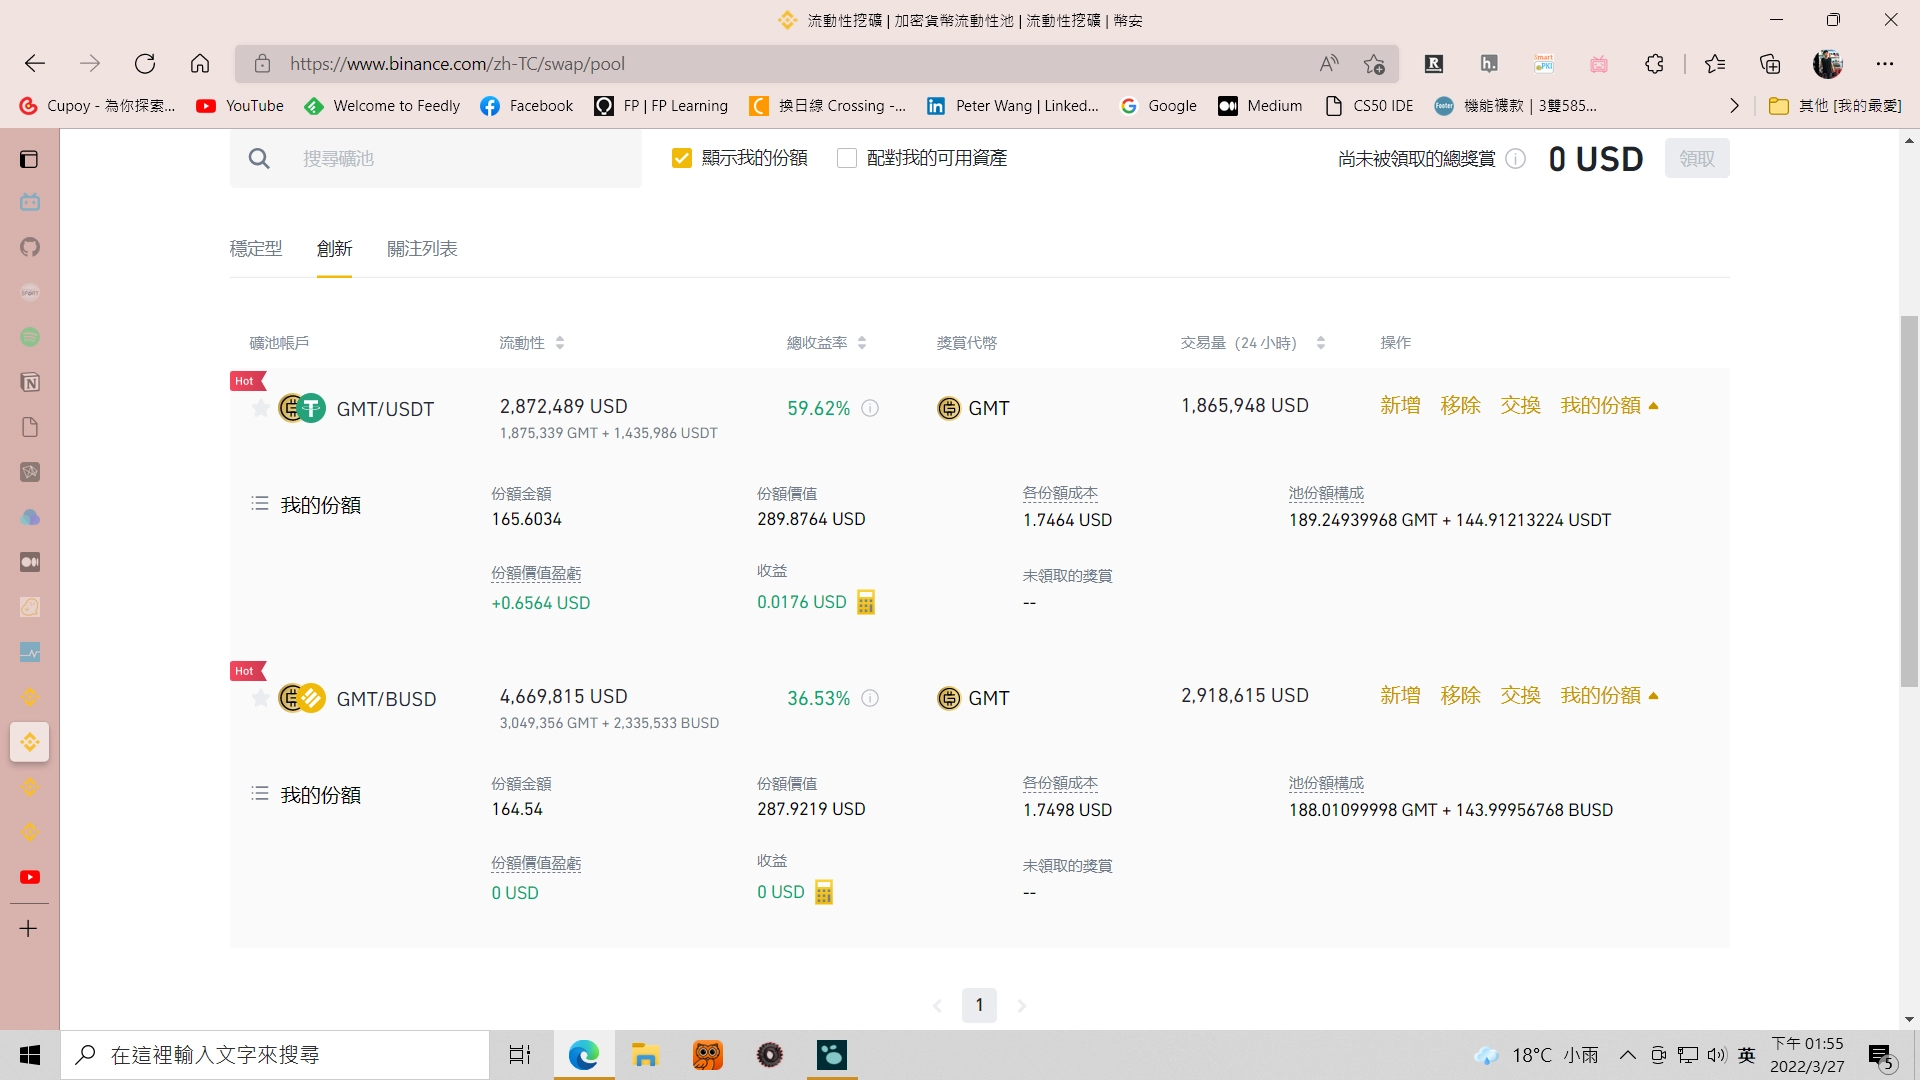 流動性挖礦 | 加密貨幣流動性池 | 流動性挖礦 | 幣安
https://www.binance.com/zh-TC/swap/pool
Cupoy - 為你探索... YouTube Welcome to Feedly Facebook FP | FP Learning 換日線 Crossing -... Peter Wang | Linked... Google Medium CS50 IDE 機能襪款 | 3雙585... 其他 [我的最愛]
搜尋礦池 顯示我的份額 配對我的可用資產 尚未被領取的總獎賞 0 USD 領取
穩定型 創新 關注列表
礦池帳戶 流動性 總收益率 獎賞代幣 交易量（24 小時） 操作
Hot
GMT/USDT 2,872,489 USD 59.62% GMT 1,865,948 USD 新增 移除 交換 我的份額
1,875,339 GMT + 1,435,986 USDT
我的份額 份額金額 份額價值 各份額成本 池份額構成
165.6034 289.8764 USD 1.7464 USD 189.24939968 GMT + 144.91213224 USDT
份額價值盈虧 收益 未領取的獎賞
+0.6564 USD 0.0176 USD --
Hot
GMT/BUSD 4,669,815 USD 36.53% GMT 2,918,615 USD 新增 移除 交換 我的份額
3,049,356 GMT + 2,335,533 BUSD
我的份額 份額金額 份額價值 各份額成本 池份額構成
164.54 287.9219 USD 1.7498 USD 188.01099998 GMT + 143.99956768 BUSD
份額價值盈虧 收益 未領取的獎賞
0 USD 0 USD --
1
在這裡輸入文字來搜尋 18°C 小雨 英 下午 01:55
2022/3/27 5